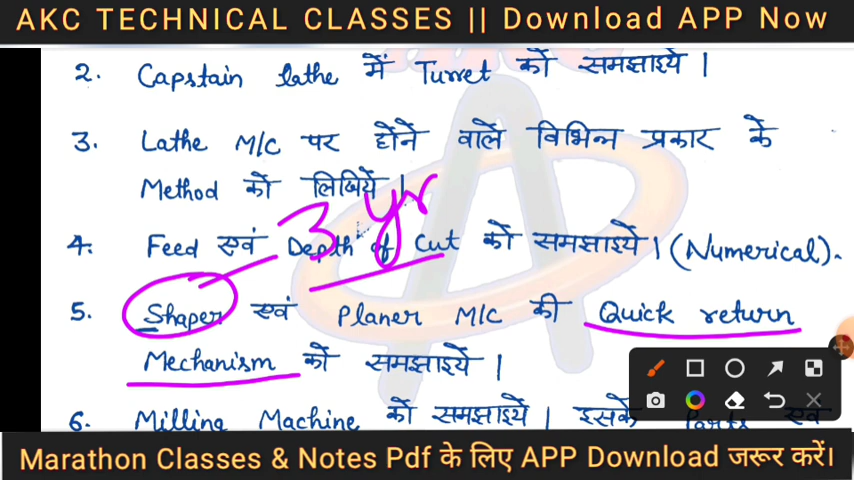 AKC TECHNICAL CLASSES || Download APP Now
2. Capstain lathe में Turret को समझाइये |
3. Lathe M/C पर होने वाले विभिन्न प्रकार के
Method को लिखिये |
3 yr
4. Feed एवं Depth of Cut को समझाइये | (Numerical).
5. Shaper एवं Planer M/C की Quick return
Mechanism को समझाइये |
6. Milling Machine को समझाइये | इसके Parts एवं
Marathon Classes & Notes Pdf के लिए APP Download जरूर करें।